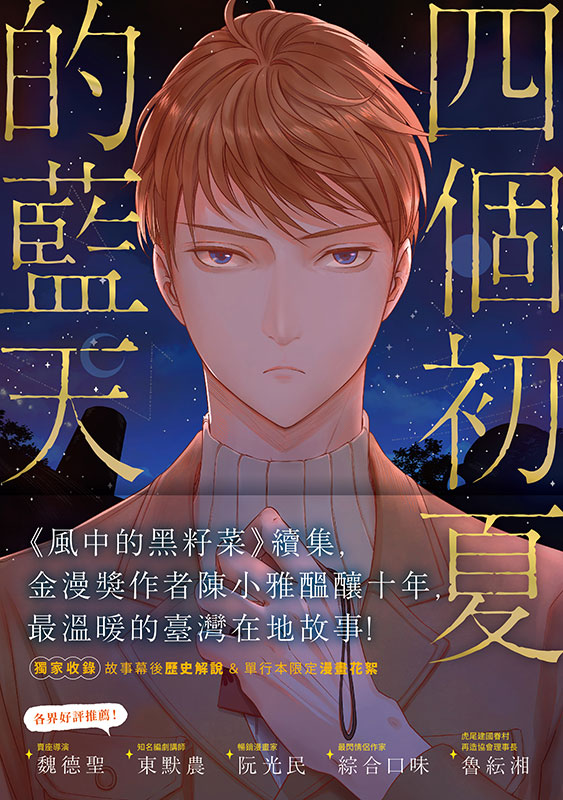 四個初夏
的藍天
《風中的黑籽菜》續集，
金漫獎作者陳小雅醞釀十年，
最溫暖的臺灣在地故事！
獨家收錄 故事幕後歷史解說 & 單行本限定漫畫花絮
各界好評推薦！
賣座導演
魏德聖
知名編劇講師
東默農
暢銷漫畫家
阮光民
最閃情侶作家
綜合口味
虎尾建國眷村
再造協會理事長
魯紜湘